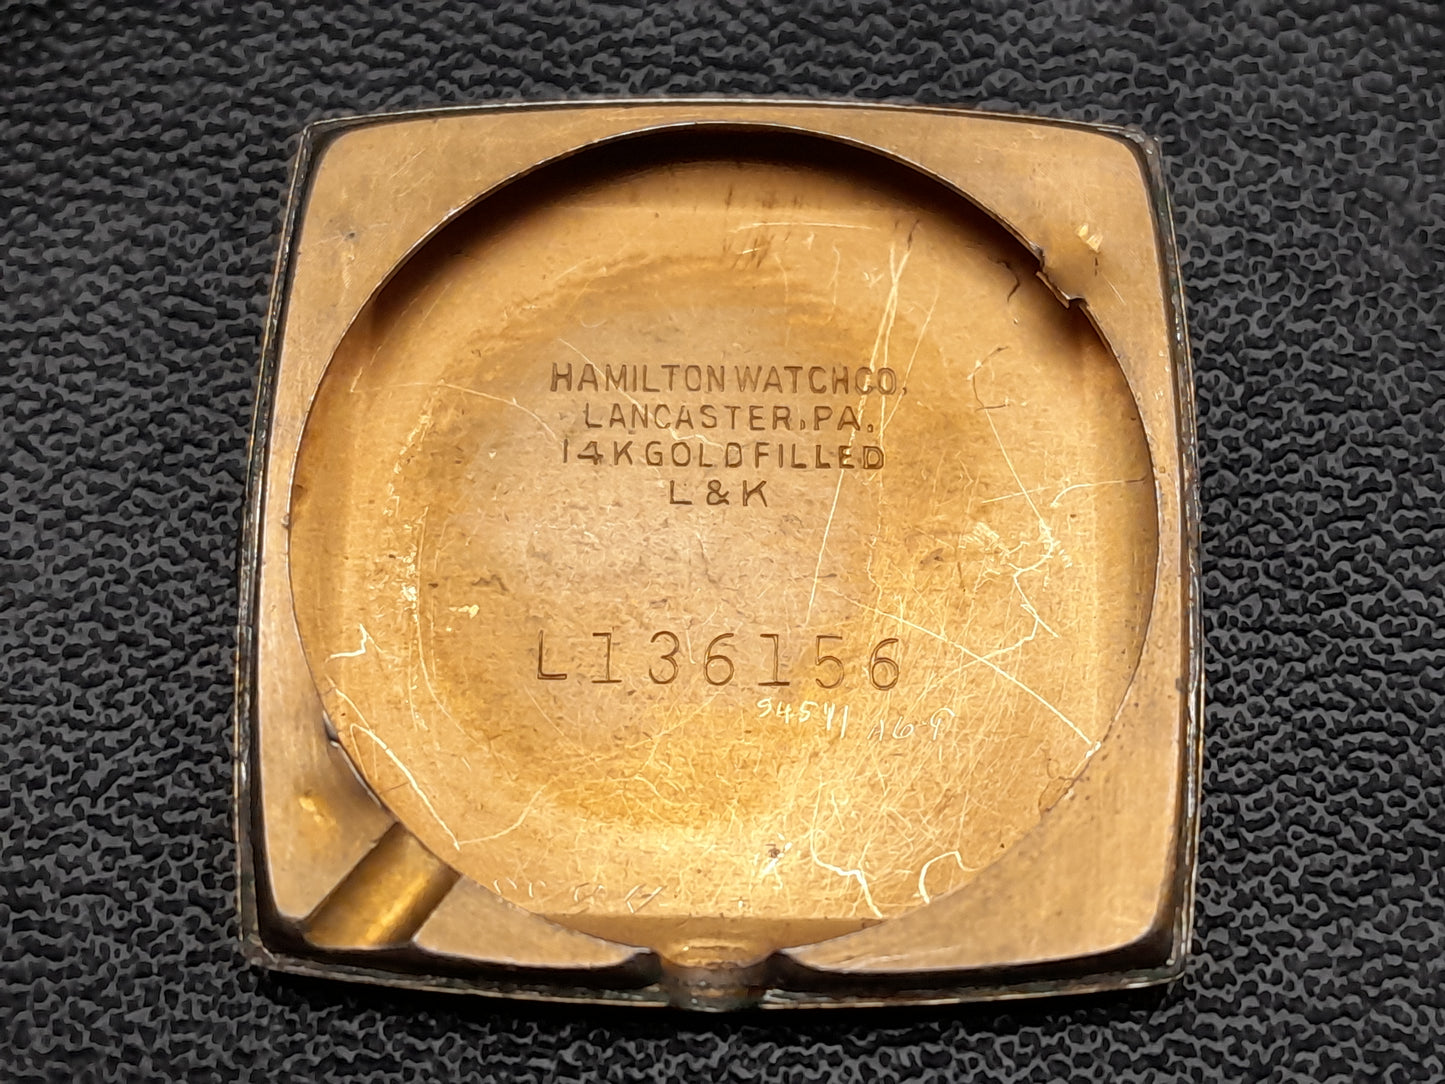 HAMILTON WATCH CO.
LANCASTER, PA.
14K GOLD FILLED
L & K
L136156